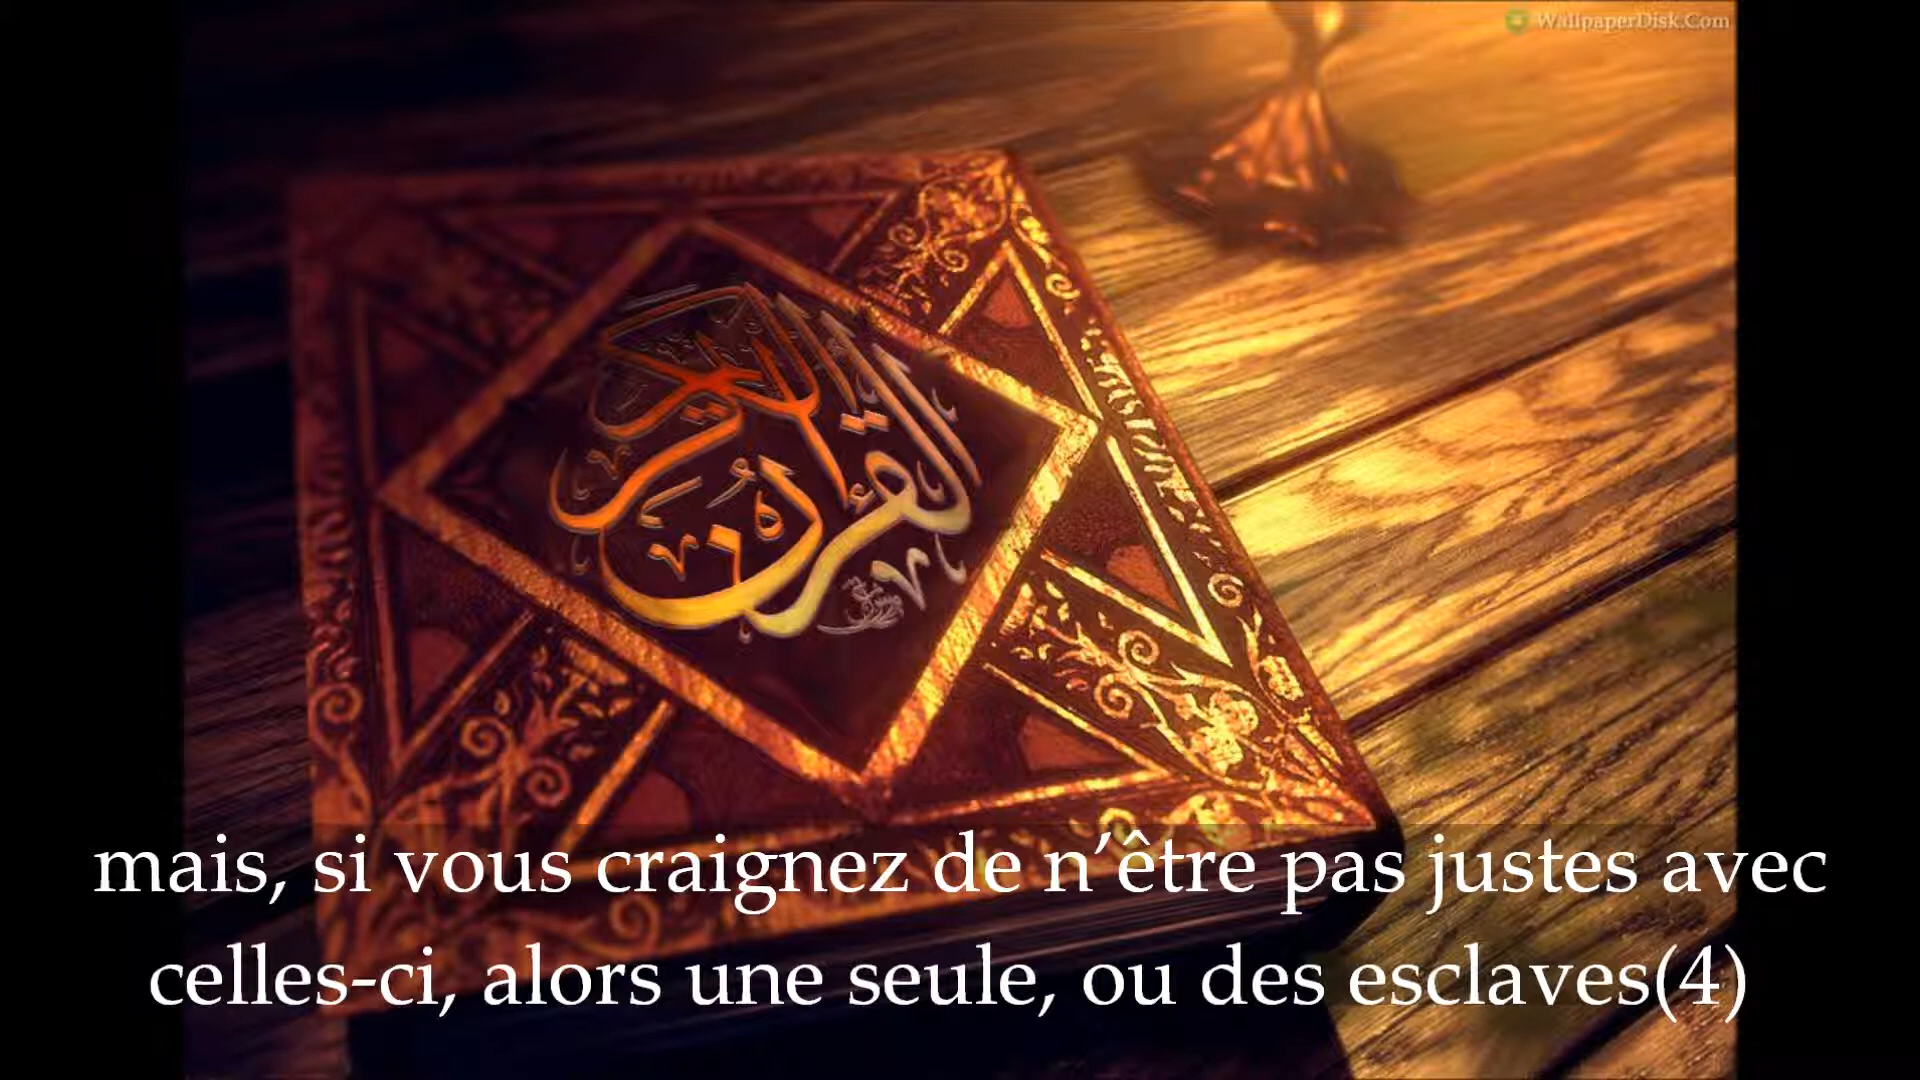 WallpaperDisk.Com
القرآن الكريم
mais, si vous craignez de n’être pas justes avec
celles-ci, alors une seule, ou des esclaves(4)